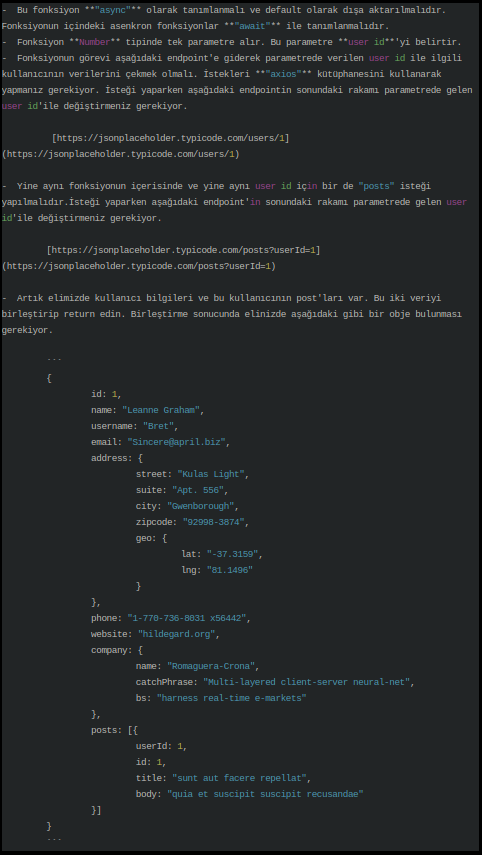 -  Bu fonksiyon **"async"** olarak tanımlanmalı ve default olarak dışa aktarılmalıdır.
Fonksiyonun içindeki asenkron fonksiyonlar **"await"** ile tanımlanmalıdır.
-  Fonksiyon **Number** tipinde tek parametre alır. Bu parametre **user id**'yi belirtir.
-  Fonksiyonun görevi aşağıdaki endpoint'e giderek parametrede verilen user id ile ilgili
kullanıcının verilerini çekmek olmalı. İstekleri **"axios"** kütüphanesini kullanarak
yapmanız gerekiyor. İsteği yaparken aşağıdaki endpointin sonundaki rakamı parametrede gelen
user id'ile değiştirmeniz gerekiyor.
[https://jsonplaceholder.typicode.com/users/1]
(https://jsonplaceholder.typicode.com/users/1)
-  Yine aynı fonksiyonun içerisinde ve yine aynı user id için bir de "posts" isteği
yapılmalıdır.İsteği yaparken aşağıdaki endpoint'in sonundaki rakamı parametrede gelen user
id'ile değiştirmeniz gerekiyor.
[https://jsonplaceholder.typicode.com/posts?userId=1]
(https://jsonplaceholder.typicode.com/posts?userId=1)
-  Artık elimizde kullanıcı bilgileri ve bu kullanıcının post'ları var. Bu iki veriyi
birleştirip return edin. Birleştirme sonucunda elinizde aşağıdaki gibi bir obje bulunması
gerekiyor.
```
{
id: 1,
name: "Leanne Graham",
username: "Bret",
email: "Sincere@april.biz",
address: {
street: "Kulas Light",
suite: "Apt. 556",
city: "Gwenborough",
zipcode: "92998-3874",
geo: {
lat: "-37.3159",
lng: "81.1496"
}
},
phone: "1-770-736-8031 x56442",
website: "hildegard.org",
company: {
name: "Romaguera-Crona",
catchPhrase: "Multi-layered client-server neural-net",
bs: "harness real-time e-markets"
},
posts: [{
userId: 1,
id: 1,
title: "sunt aut facere repellat",
body: "quia et suscipit suscipit recusandae"
}]
}
```